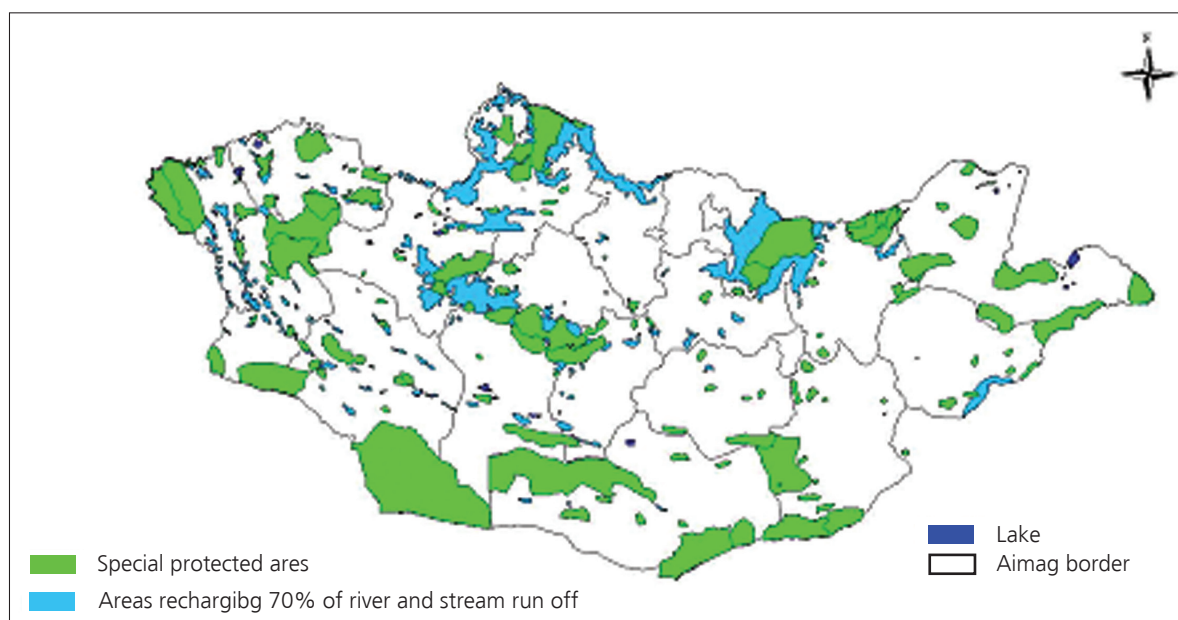 Special protected ares
Areas rechargibg 70% of river and stream run off
Lake
Aimag border